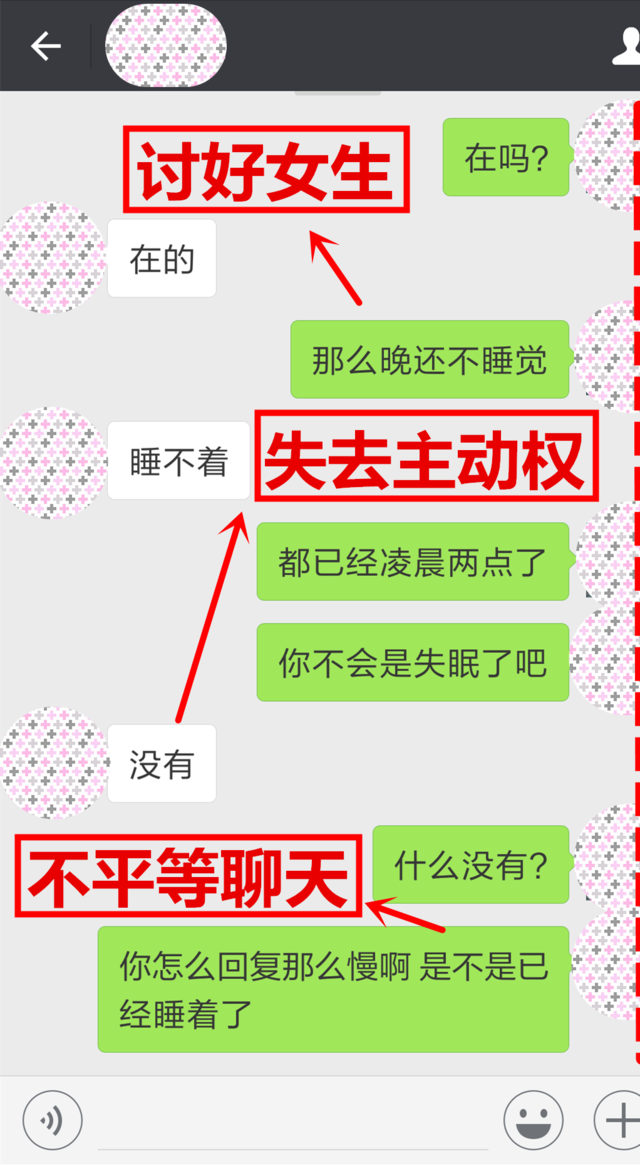 讨好女生
在吗?
在的
那么晚还不睡觉
睡不着
失去主动权
都已经凌晨两点了
你不会是失眠了吧
没有
什么没有?
不平等聊天
你怎么回复那么慢啊 是不是已
经睡着了